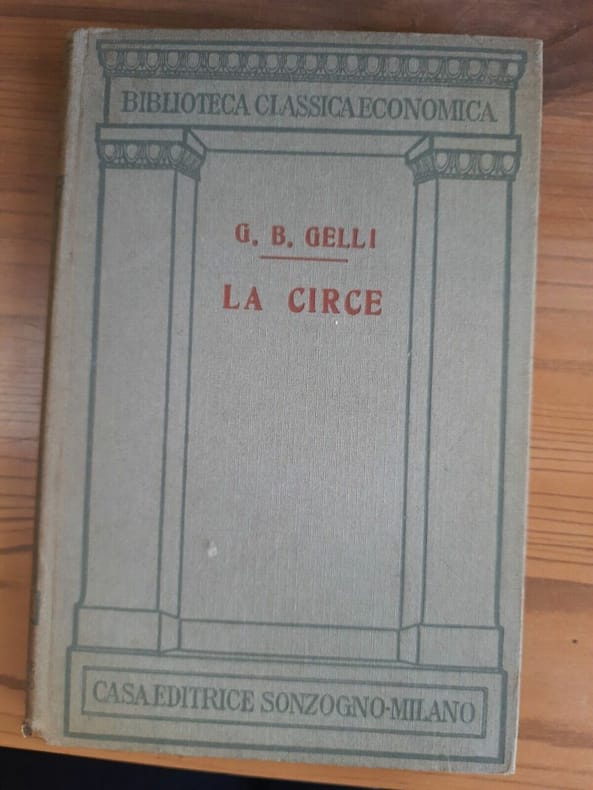 BIBLIOTECA CLASSICA ECONOMICA
G. B. GELLI
LA CIRCE
CASA EDITRICE SONZOGNO-MILANO